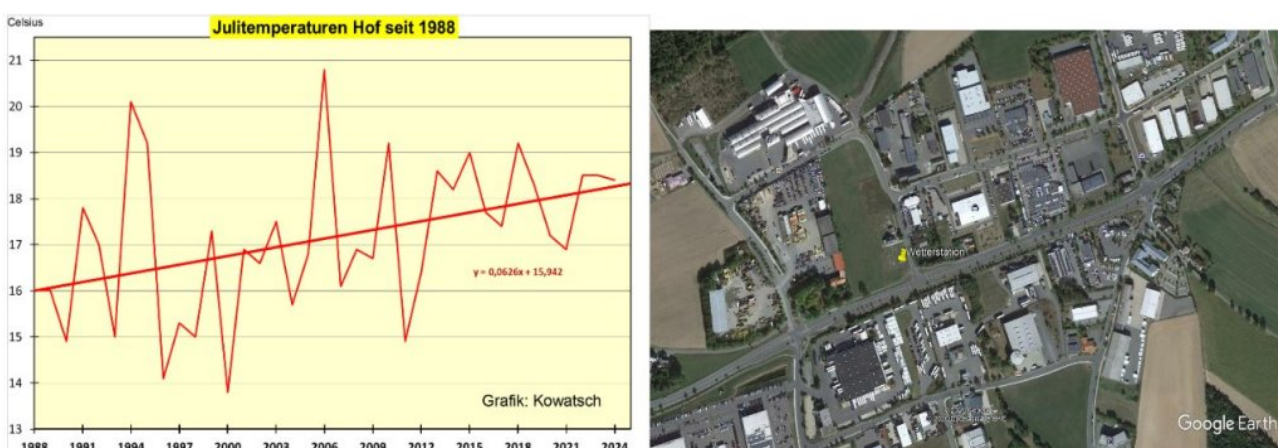 Celsius
Julitemperaturen Hof seit 1988
21
20
19
18
17
16
15
14
13
y = 0,0626x + 15,942
Grafik: Kowatsch
1988 1991 1994 1997 2000 2003 2006 2009 2012 2015 2018 2021 2024
Wetterstation
Google Earth